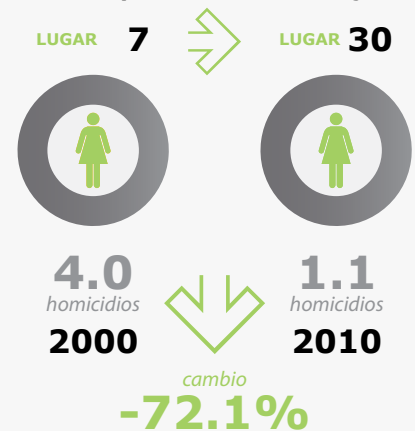 LUGAR 7 LUGAR 30
4.0 1.1
homicidios homicidios
2000 2010
cambio
-72.1%